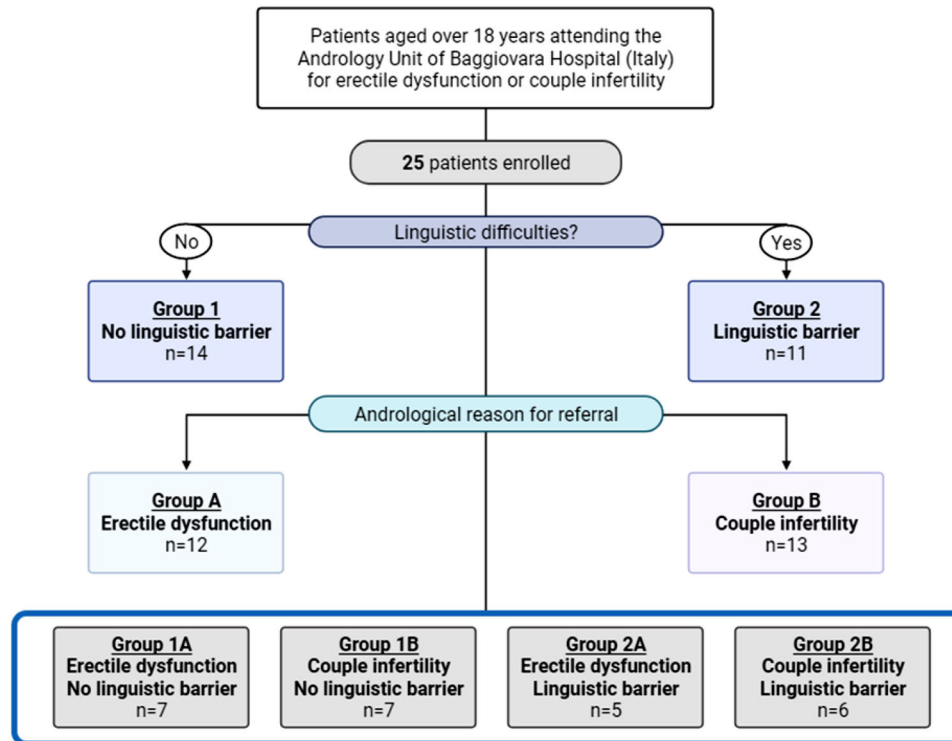 Patients aged over 18 years attending the
Andrology Unit of Baggiovara Hospital (Italy)
for erectile dysfunction or couple infertility
25 patients enrolled
Linguistic difficulties?
No
Yes
Group 1
No linguistic barrier
n=14
Group 2
Linguistic barrier
n=11
Andrological reason for referral
Group A
Erectile dysfunction
n=12
Group B
Couple infertility
n=13
Group 1A
Erectile dysfunction
No linguistic barrier
n=7
Group 1B
Couple infertility
No linguistic barrier
n=7
Group 2A
Erectile dysfunction
Linguistic barrier
n=5
Group 2B
Couple infertility
Linguistic barrier
n=6